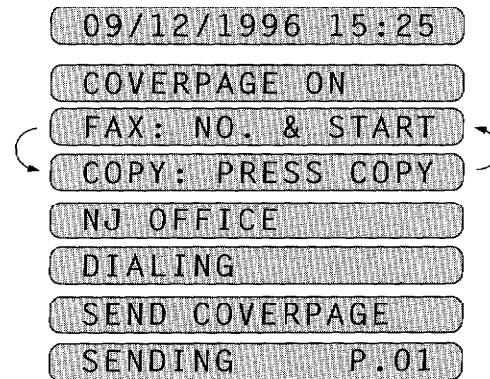 09/12/1996 15:25
COVERPAGE ON
FAX: NO. & START
COPY: PRESS COPY
NJ OFFICE
DIALING
SEND COVERPAGE
SENDING P.01